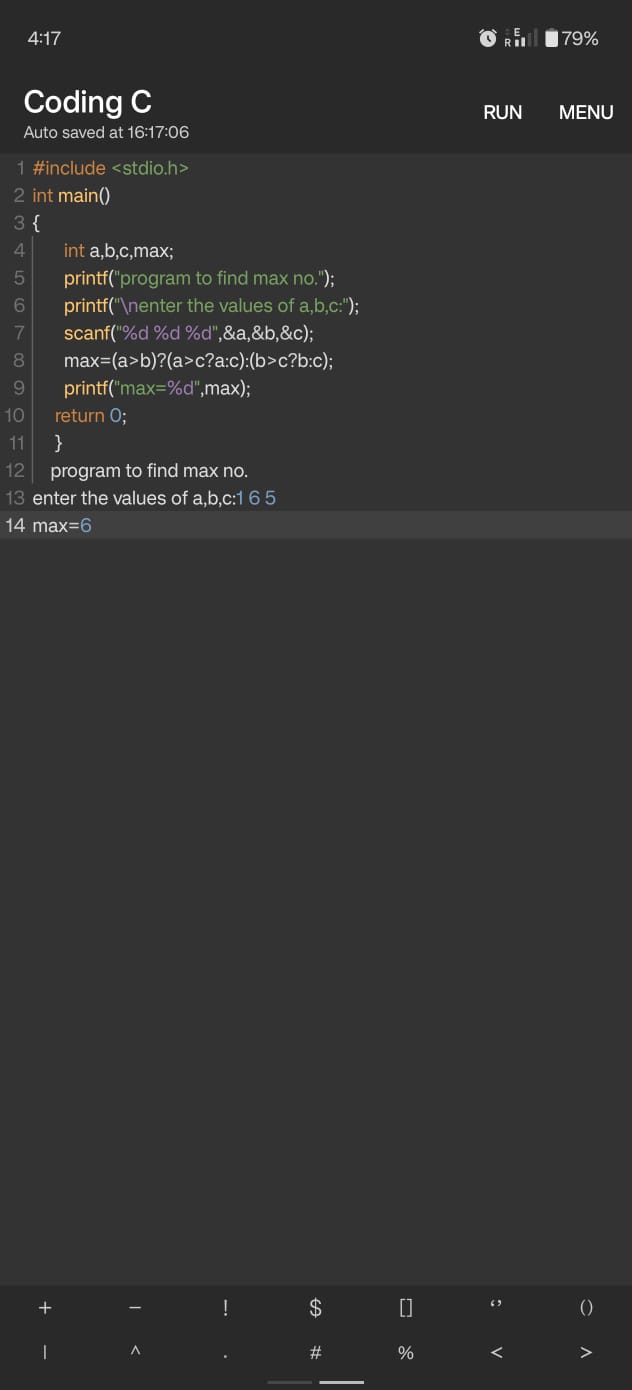 4:17
R E 79%
Coding C
RUN MENU
Auto saved at 16:17:06
1 #include <stdio.h>
2 int main()
3 {
4 int a,b,c,max;
5 printf("program to find max no.");
6 printf("\nenter the values of a,b,c:");
7 scanf("%d %d %d",&a,&b,&c);
8 max=(a>b)?(a>c?a:c):(b>c?b:c);
9 printf("max=%d",max);
10 return 0;
11 }
12 program to find max no.
13 enter the values of a,b,c:1 6 5
14 max=6
+ − ! $ [] ‘’ ()
| ^ . # % < >